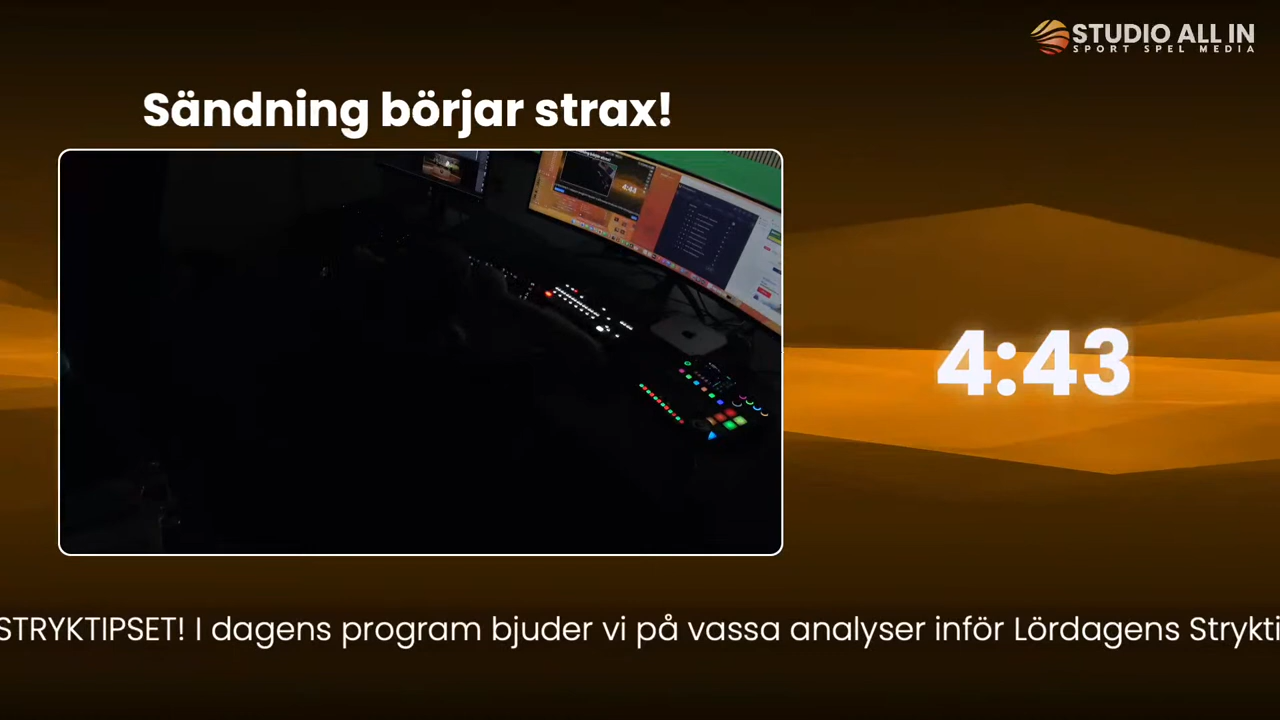 STUDIO ALL IN
SPORT SPEL MEDIA
Sändning börjar strax!
4:43
STRYKTIPSET! I dagens program bjuder vi på vassa analyser inför Lördagens Strykti